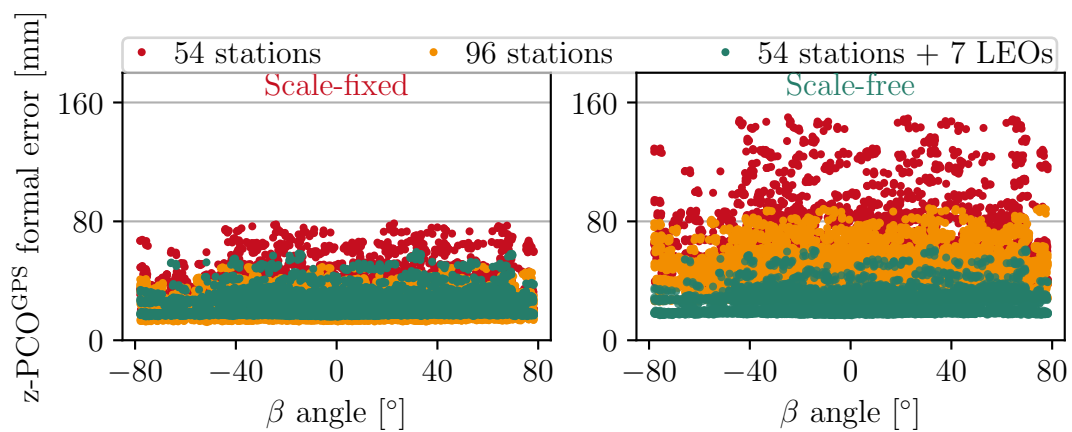 54 stations 96 stations 54 stations + 7 LEOs
Scale-fixed Scale-free
z-PCO^GPS formal error [mm]
160
80
0
−80 −40 0 40 80
β angle [°]
160
80
0
−80 −40 0 40 80
β angle [°]